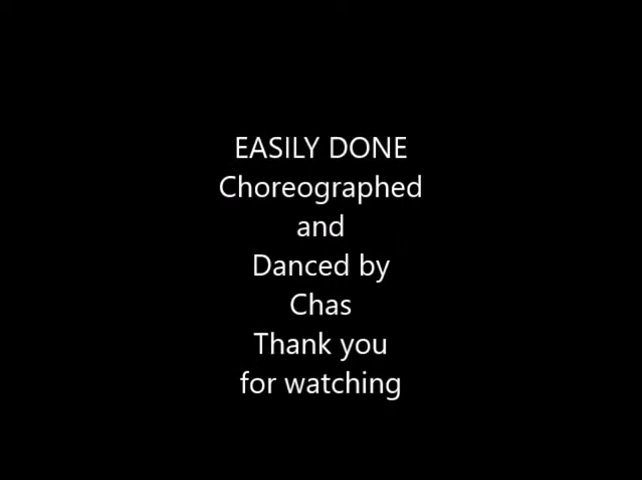 EASILY DONE
Choreographed
and
Danced by
Chas
Thank you
for watching